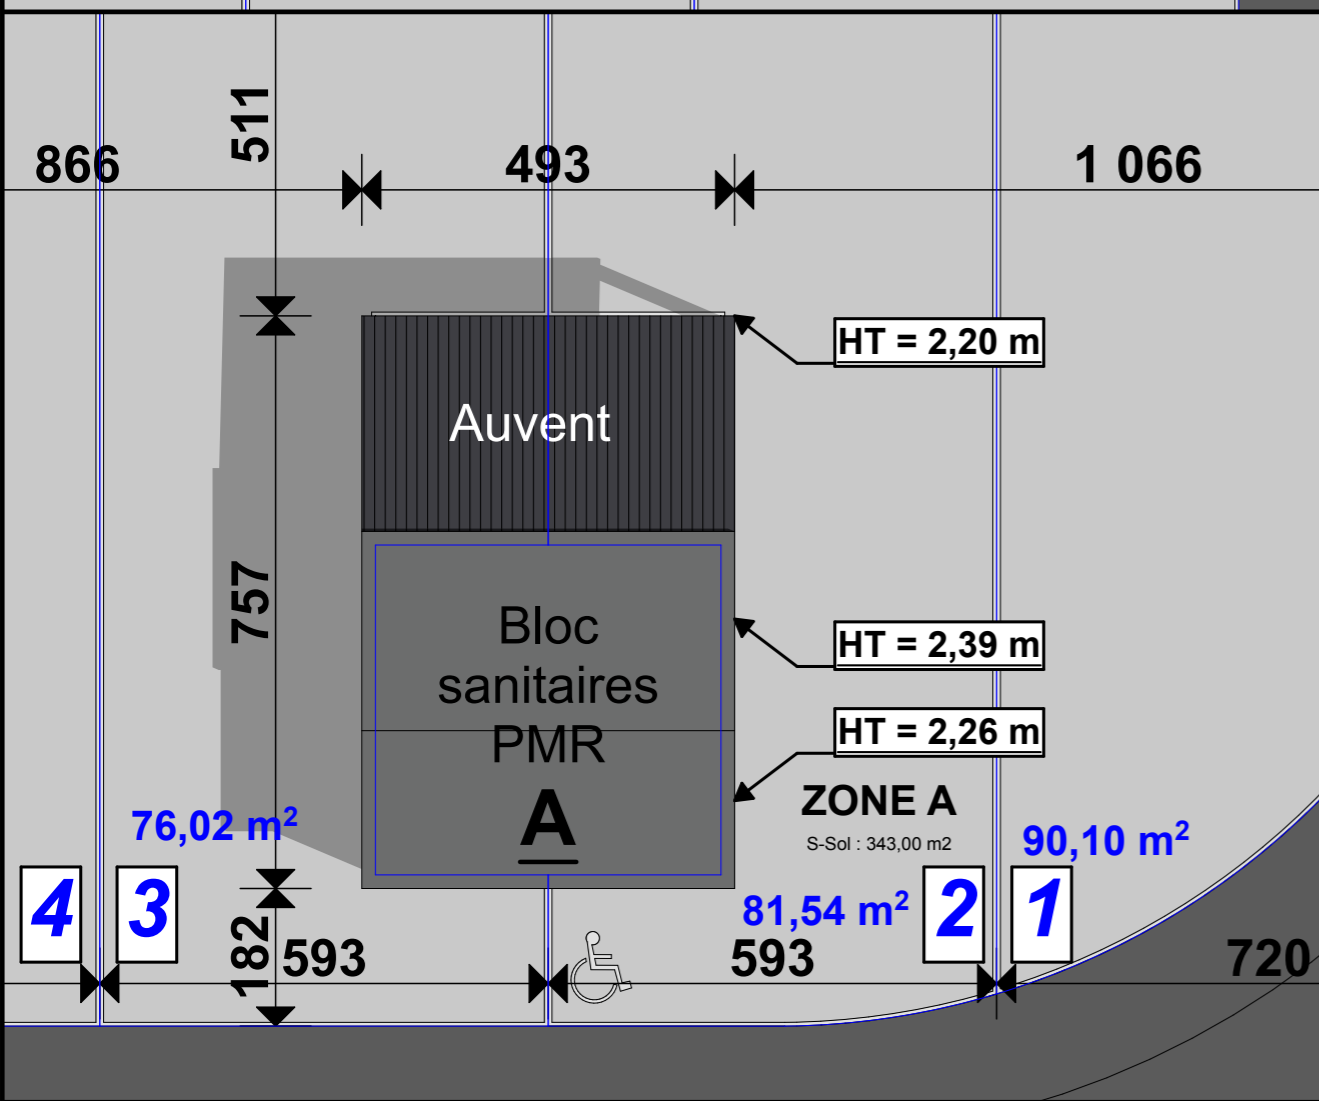 511
866
493
1 066
HT = 2,20 m
Auvent
757
Bloc
sanitaires
PMR
A
HT = 2,39 m
HT = 2,26 m
ZONE A
S-Sol : 343,00 m2
76,02 m²
90,10 m²
81,54 m²
4
3
2
1
182
593
593
720